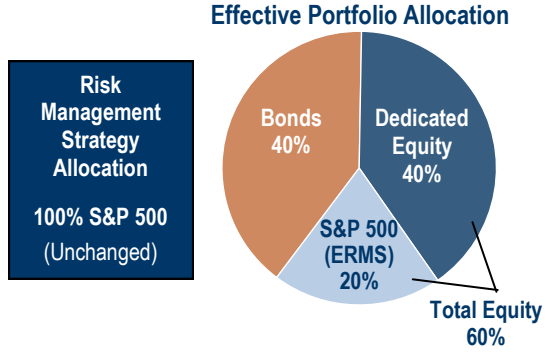 Effective Portfolio Allocation
Risk
Management
Strategy
Allocation
100% S&P 500
(Unchanged)
Bonds
40%
Dedicated
Equity
40%
S&P 500
(ERMS)
20%
Total Equity
60%